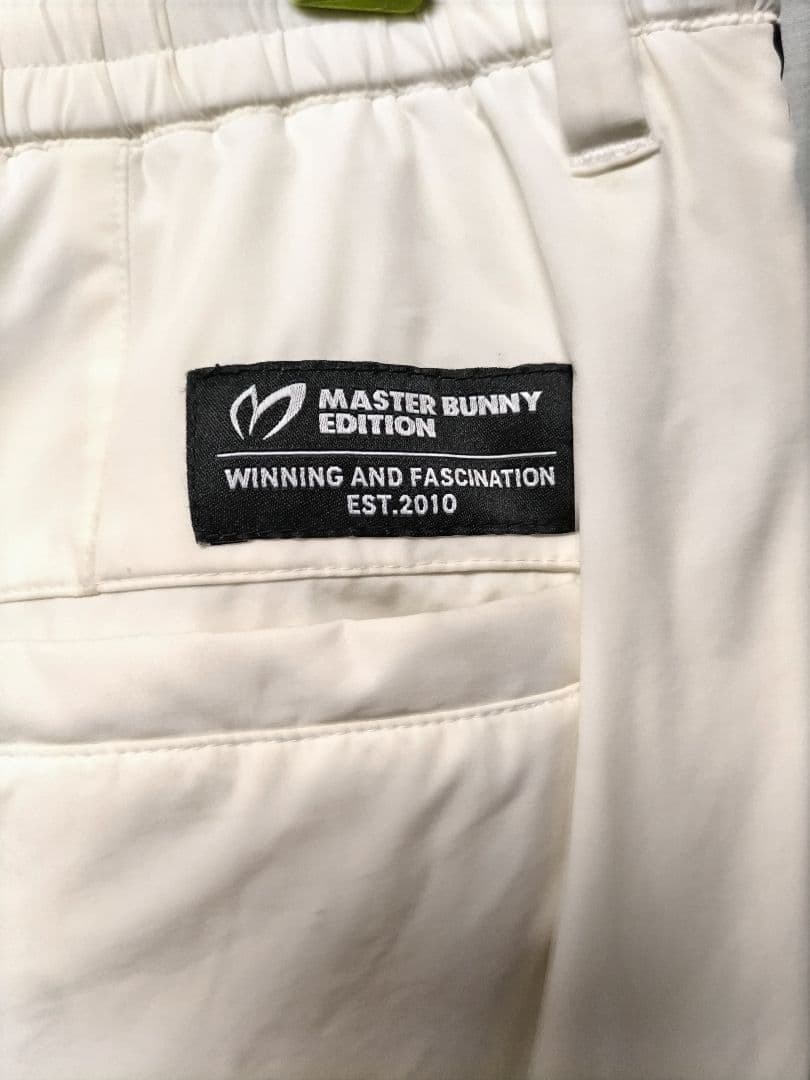 MASTER BUNNY
EDITION
WINNING AND FASCINATION
EST.2010